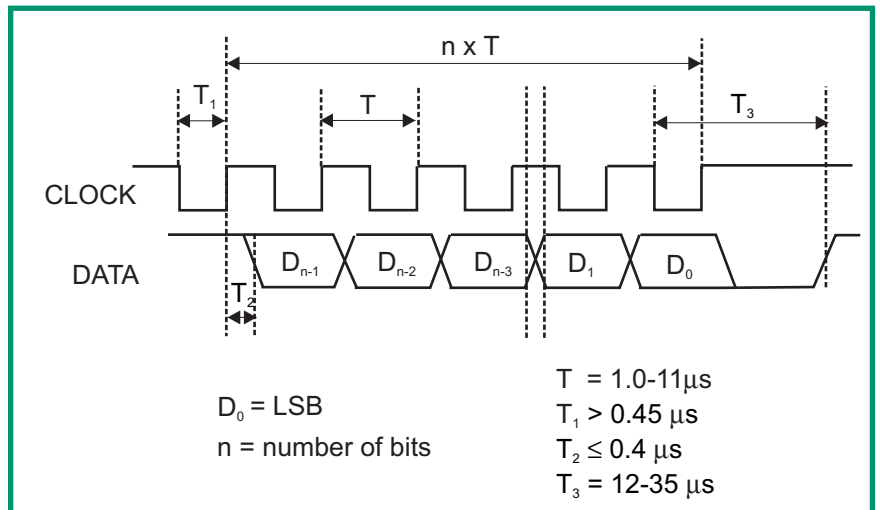 n x T
T₁
T
T₃
CLOCK
DATA
Dₙ₋₁
Dₙ₋₂
Dₙ₋₃
D₁
D₀
T₂
D₀ = LSB
n = number of bits
T = 1.0-11μs
T₁ > 0.45 μs
T₂ ≤ 0.4 μs
T₃ = 12-35 μs